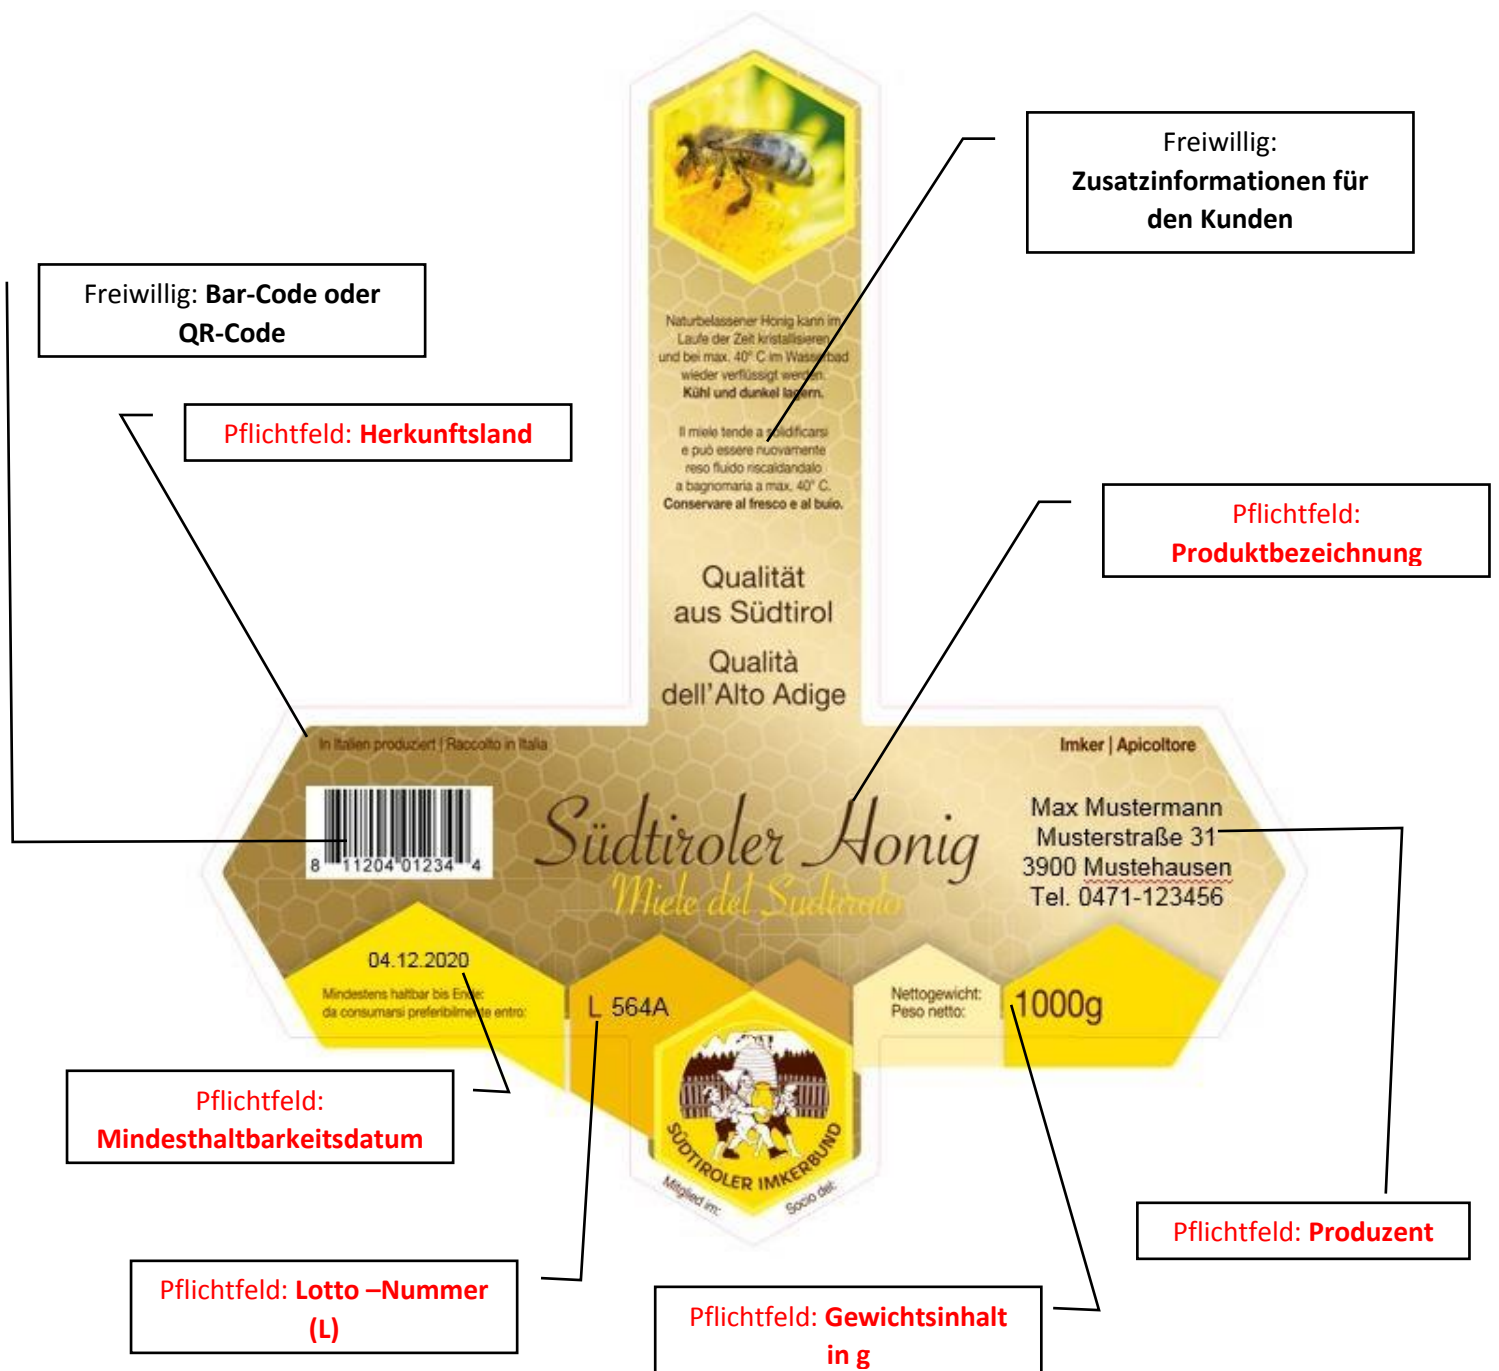 Freiwillig:
Zusatzinformationen für
den Kunden
Freiwillig: Bar-Code oder
QR-Code
Pflichtfeld: Herkunftsland
Naturbelassener Honig kann im
Laufe der Zeit kristallisieren
und bei max. 40° C im Wasserbad
wieder verflüssigt werden.
Kühl und dunkel lagern.
Il miele tende a solidificarsi
e può essere nuovamente
reso fluido riscaldandolo
a bagnomaria a max. 40° C.
Conservare al fresco e al buio.
Pflichtfeld:
Produktbezeichnung
Qualität
aus Südtirol
Qualità
dell'Alto Adige
In Italien produziert | Raccolto in Italia
Imker | Apicoltore
8 11204 01234 4
Südtiroler Honig
Miele del Sudtirolo
Max Mustermann
Musterstraße 31
3900 Mustehausen
Tel. 0471-123456
04.12.2020
Mindestens haltbar bis Ende:
da consumarsi preferibilmente entro:
L 564A
Nettogewicht:
Peso netto:
1000g
SÜDTIROLER IMKERBUND
Mitglied im:
Socio del:
Pflichtfeld:
Mindesthaltbarkeitsdatum
Pflichtfeld: Produzent
Pflichtfeld: Lotto –Nummer
(L)
Pflichtfeld: Gewichtsinhalt
in g